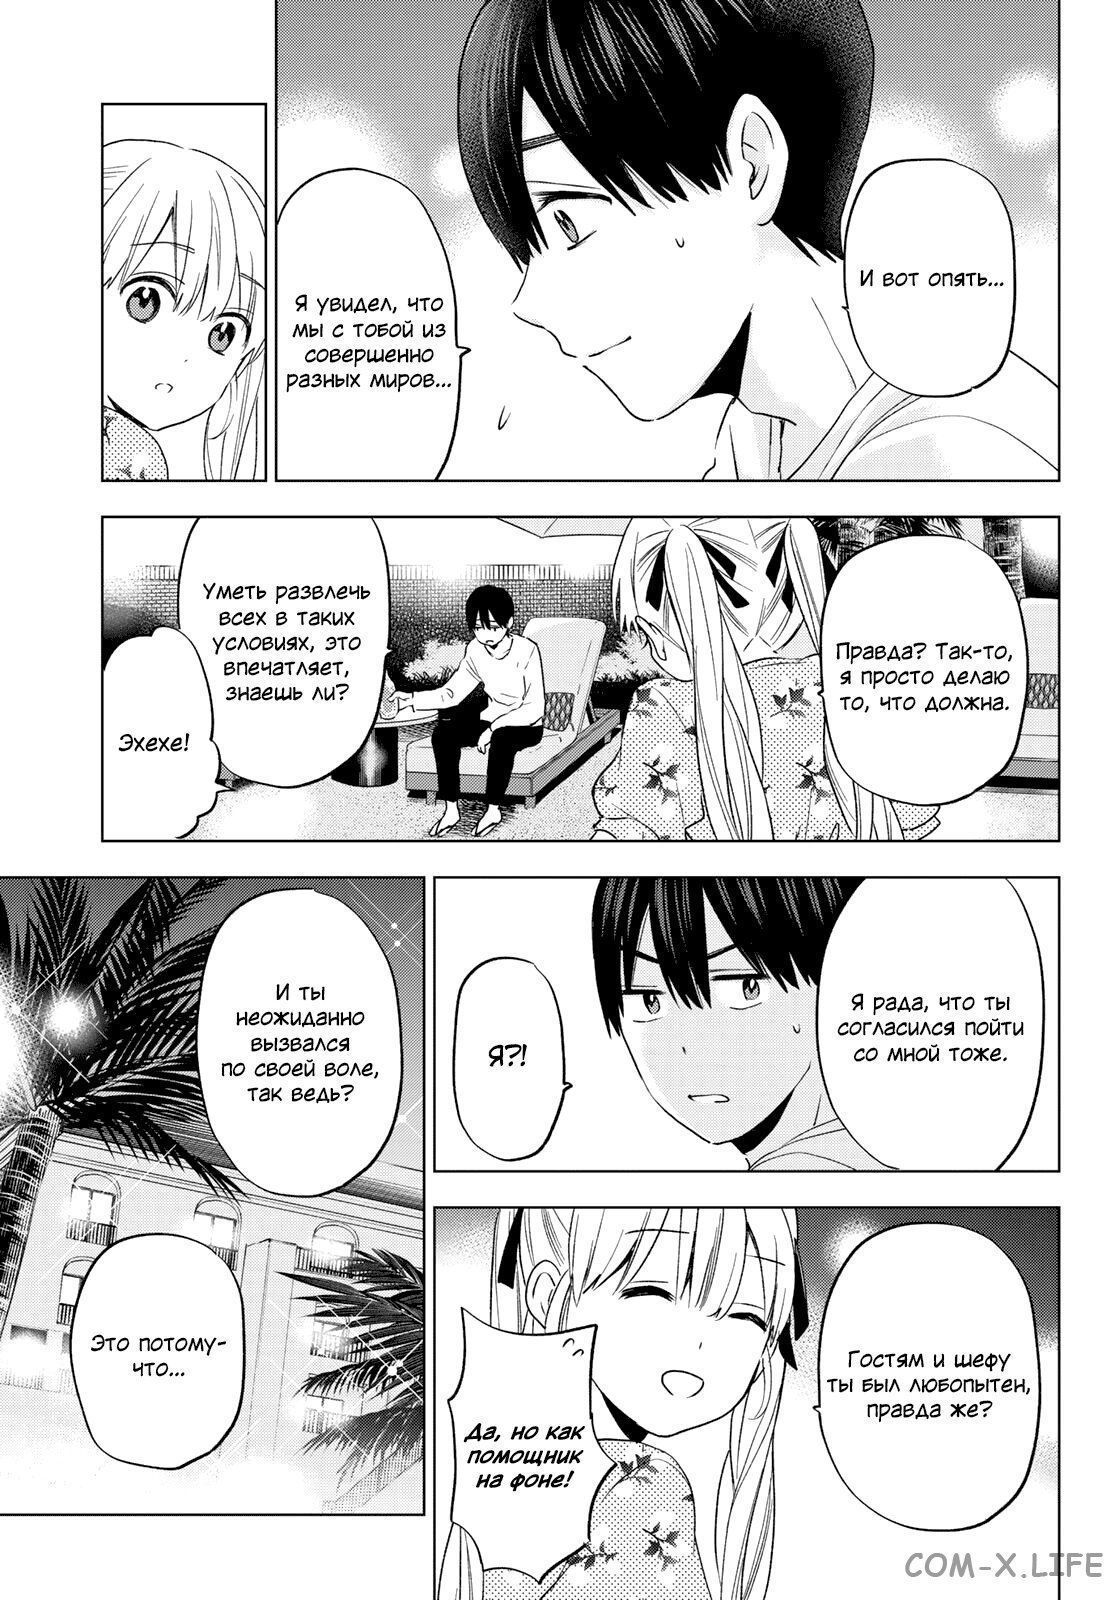 И вот опять...
Я увидел, что
мы с тобой из
совершенно
разных миров...
Правда? Так-то,
я просто делаю
то, что должна.
Уметь развлечь
всех в таких
условиях, это
впечатляет,
знаешь ли?
Эхехе!
Я рада, что ты
согласился пойти
со мной тоже.
Я?!
Гостям и шефу
ты был любопытен,
правда же?
Да, но как
помощник
на фоне!
И ты
неожиданно
вызвался
по своей воле,
так ведь?
Это потому-
что...
COM-X.LIFE